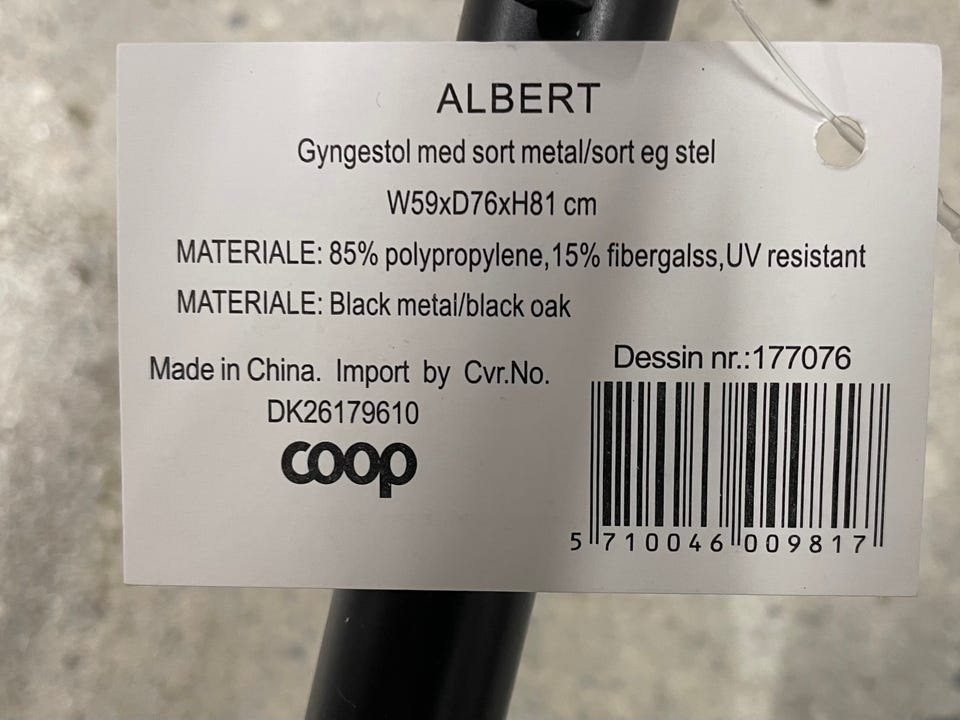 ALBERT
Gyngestol med sort metal/sort eg stel
W59xD76xH81 cm
MATERIALE: 85% polypropylene,15% fibergalss,UV resistant
MATERIALE: Black metal/black oak
Made in China. Import by Cvr.No.
DK26179610
coop
Dessin nr.:177076
5 710046 009817